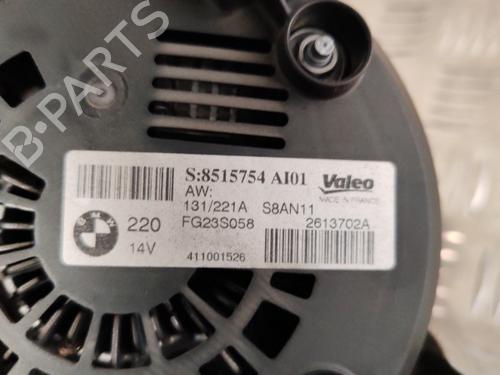 B-PARTS
S:8515754 AI01
AW:
Valeo
MADE IN FRANCE
131/221A S8AN11
220 FG23S058 2613702A
14V
411001526